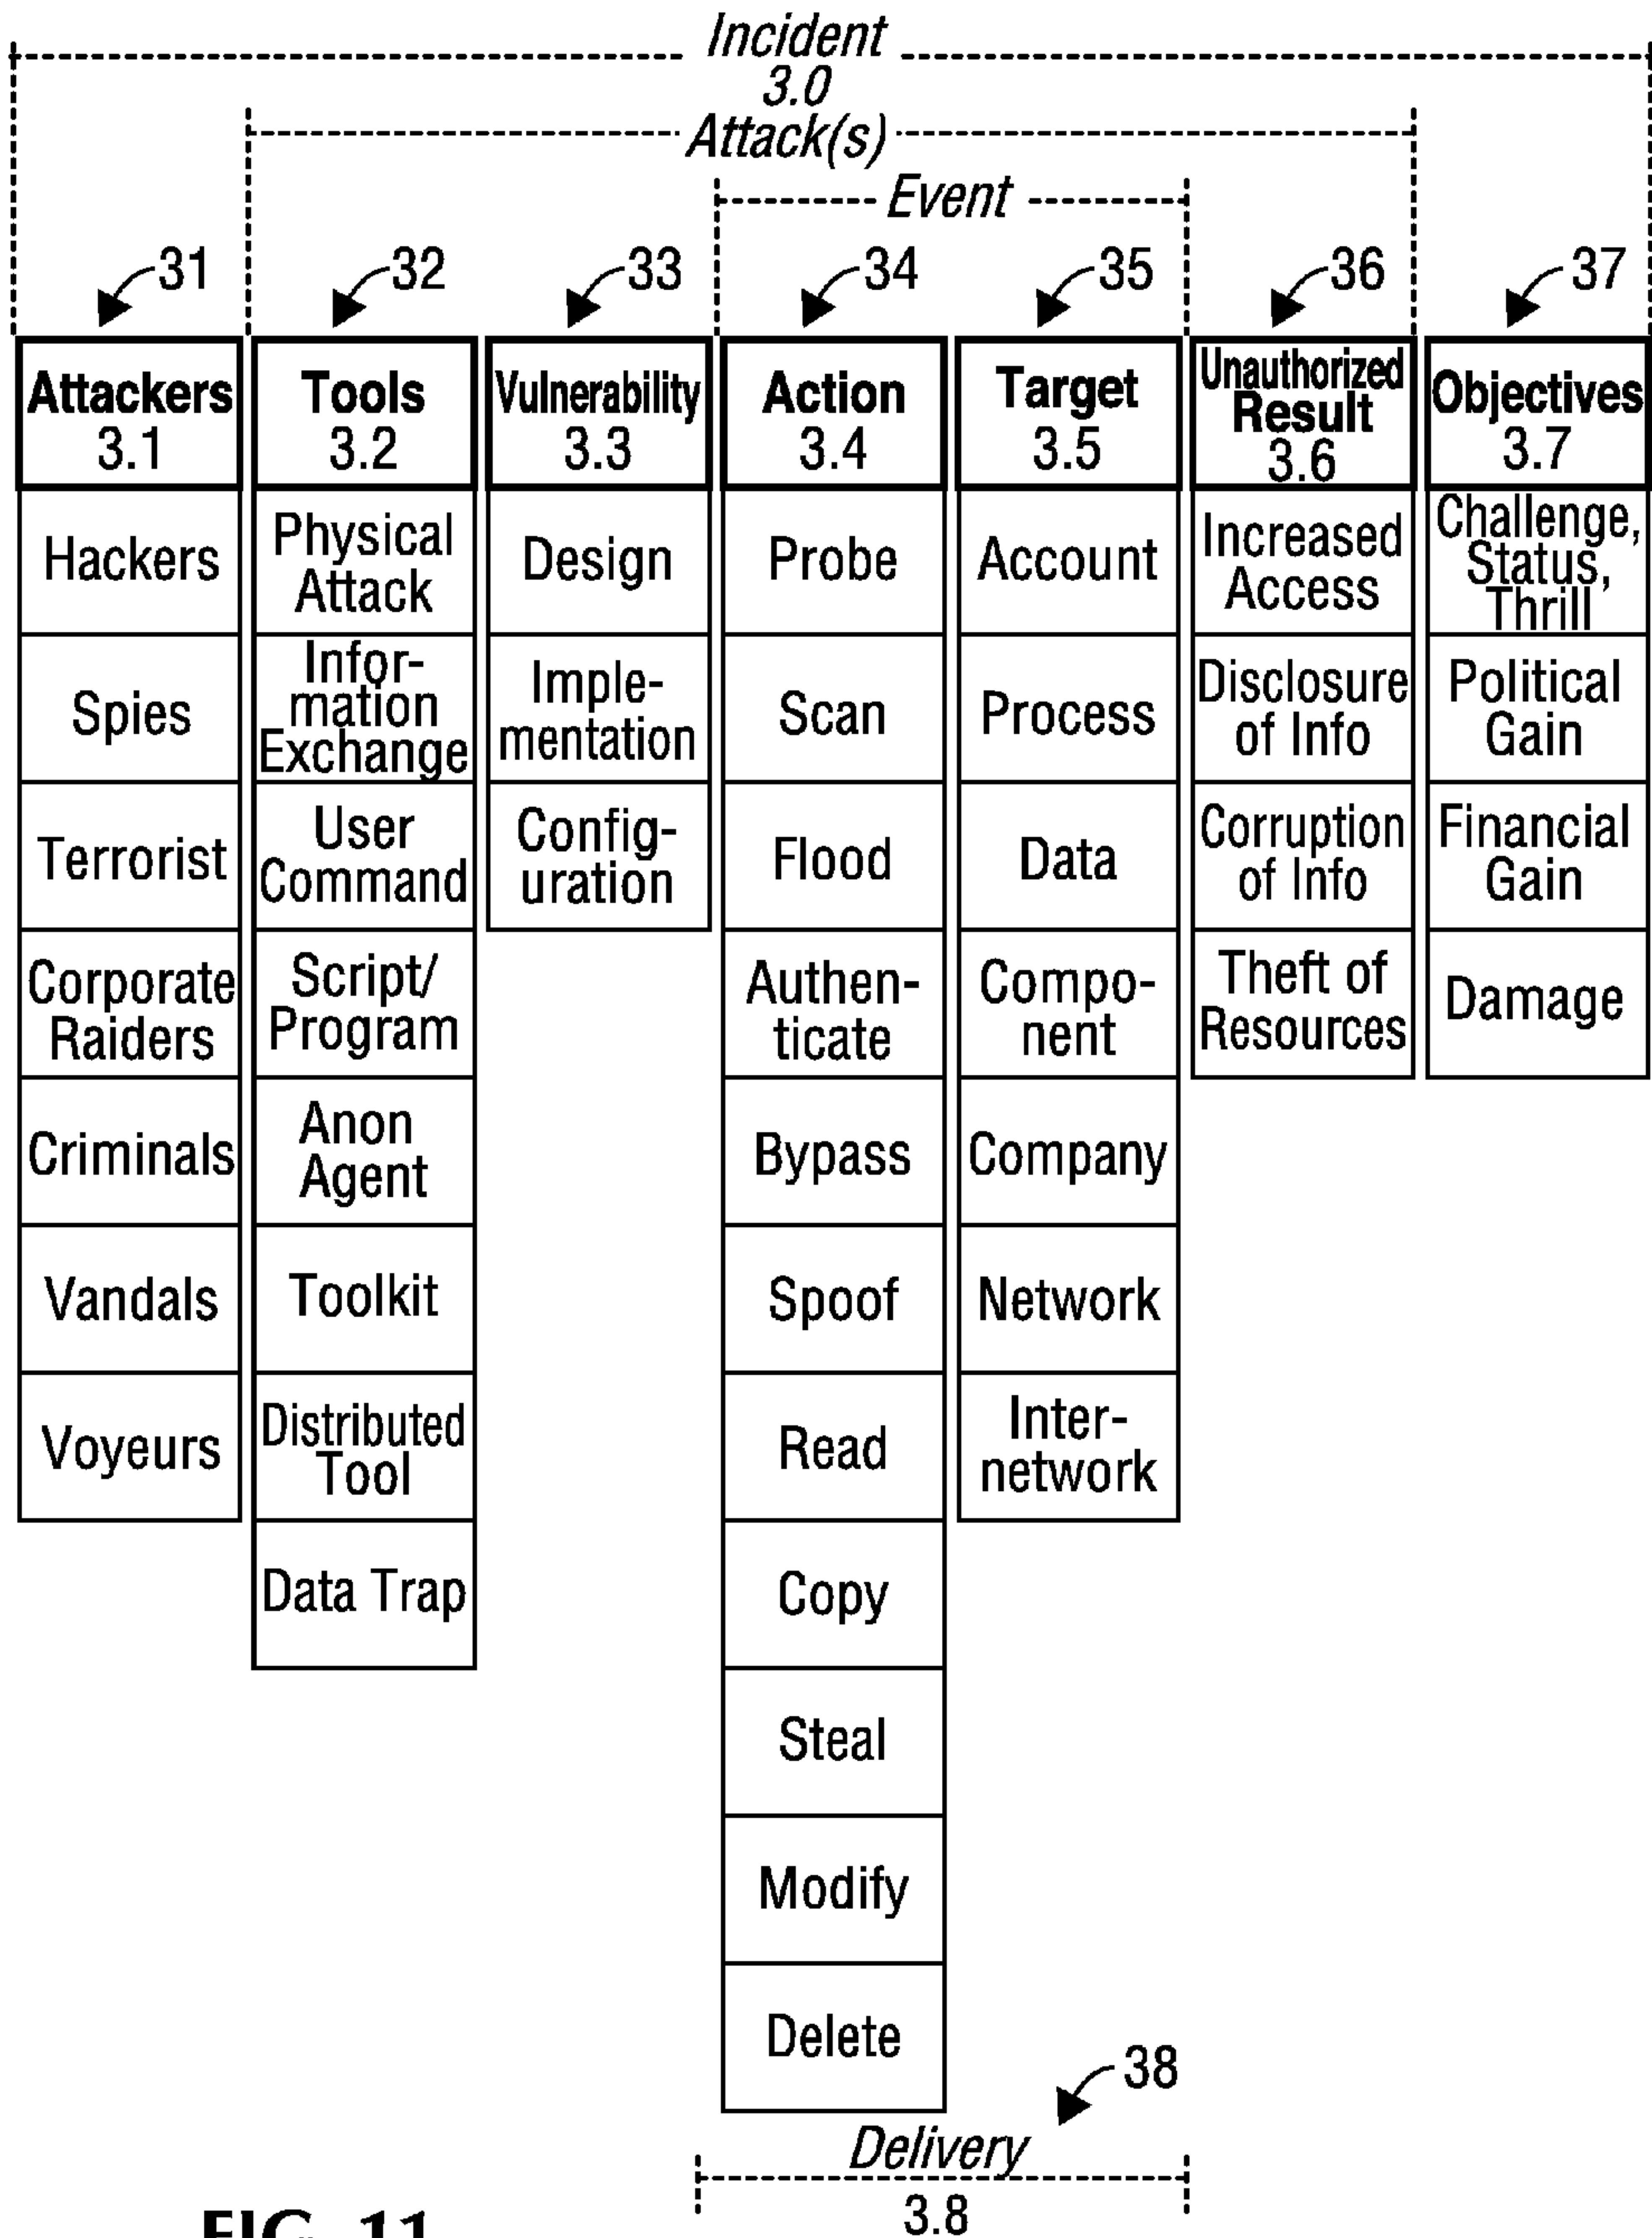 Incident
3.0
Attack(s)
Event
31
32
33
34
35
36
37
Attackers
3.1
Tools
3.2
Vulnerability
3.3
Action
3.4
Target
3.5
Unauthorized
Result
3.6
Objectives
3.7
Hackers
Spies
Terrorist
Corporate
Raiders
Criminals
Vandals
Voyeurs
Physical
Attack
Infor-
mation
Exchange
User
Command
Script/
Program
Anon
Agent
Toolkit
Distributed
Tool
Data Trap
Design
Imple-
mentation
Config-
uration
Probe
Scan
Flood
Authen-
ticate
Bypass
Spoof
Read
Copy
Steal
Modify
Delete
Account
Process
Data
Compo-
nent
Company
Network
Inter-
network
Increased
Access
Disclosure
of Info
Corruption
of Info
Theft of
Resources
Challenge,
Status,
Thrill
Political
Gain
Financial
Gain
Damage
38
Delivery
3.8
FIG. 11